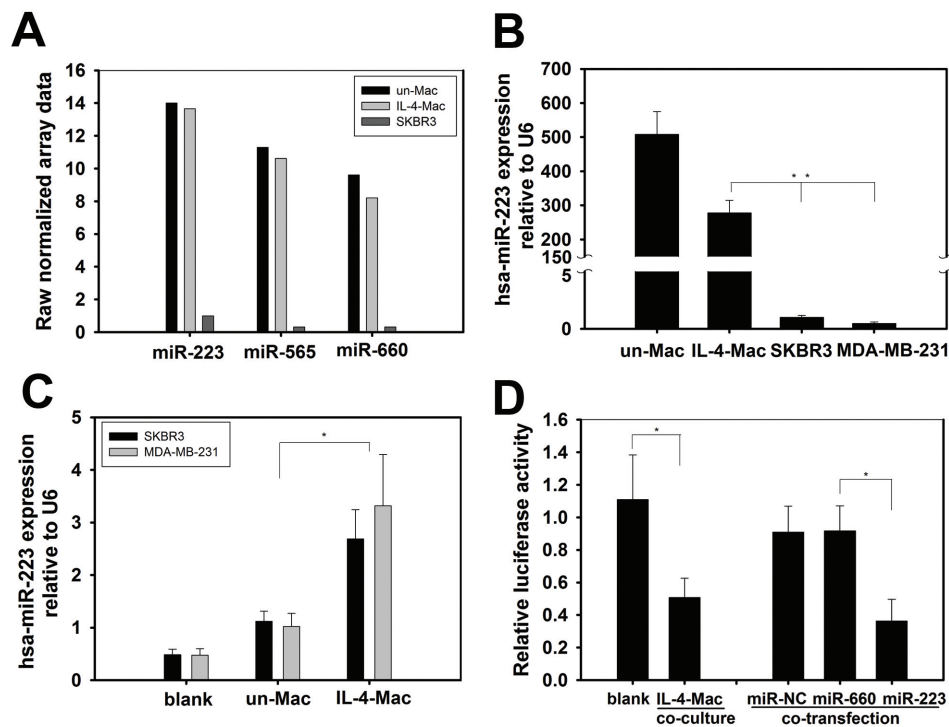 A
Raw normalized array data
16
14
12
10
8
6
4
2
0
un-Mac
IL-4-Mac
SKBR3
miR-223 miR-565 miR-660
B
hsa-miR-223 expression
relative to U6
700
600
500
400
300
200
150
5
0
* *
un-Mac IL-4-Mac SKBR3 MDA-MB-231
C
hsa-miR-223 expression
relative to U6
5
4
3
2
1
0
SKBR3
MDA-MB-231
*
blank un-Mac IL-4-Mac
D
Relative luciferase activity
1.6
1.4
1.2
1.0
0.8
0.6
0.4
0.2
0.0
*
*
blank IL-4-Mac miR-NC miR-660 miR-223
co-culture co-transfection